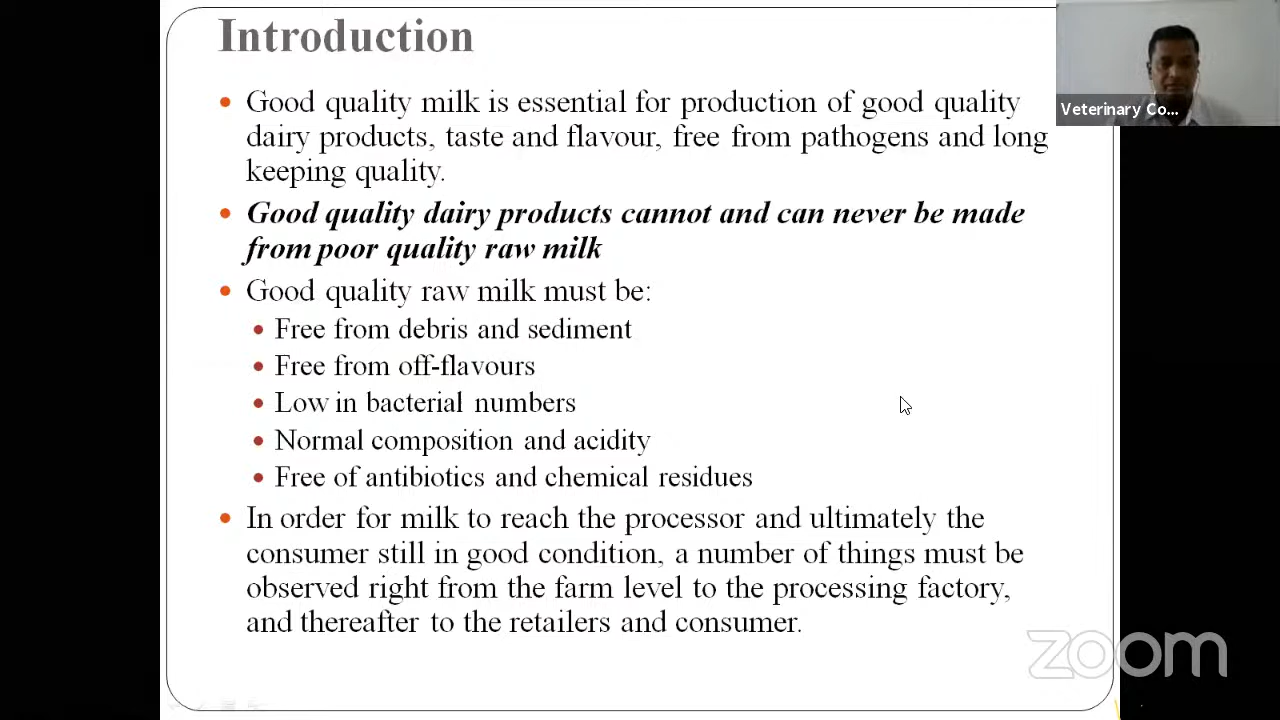 Introduction
Good quality milk is essential for production of good quality
dairy products, taste and flavour, free from pathogens and long
keeping quality.
Good quality dairy products cannot and can never be made
from poor quality raw milk
Good quality raw milk must be:
Free from debris and sediment
Free from off-flavours
Low in bacterial numbers
Normal composition and acidity
Free of antibiotics and chemical residues
In order for milk to reach the processor and ultimately the
consumer still in good condition, a number of things must be
observed right from the farm level to the processing factory,
and thereafter to the retailers and consumer.
Veterinary Co...
zoom